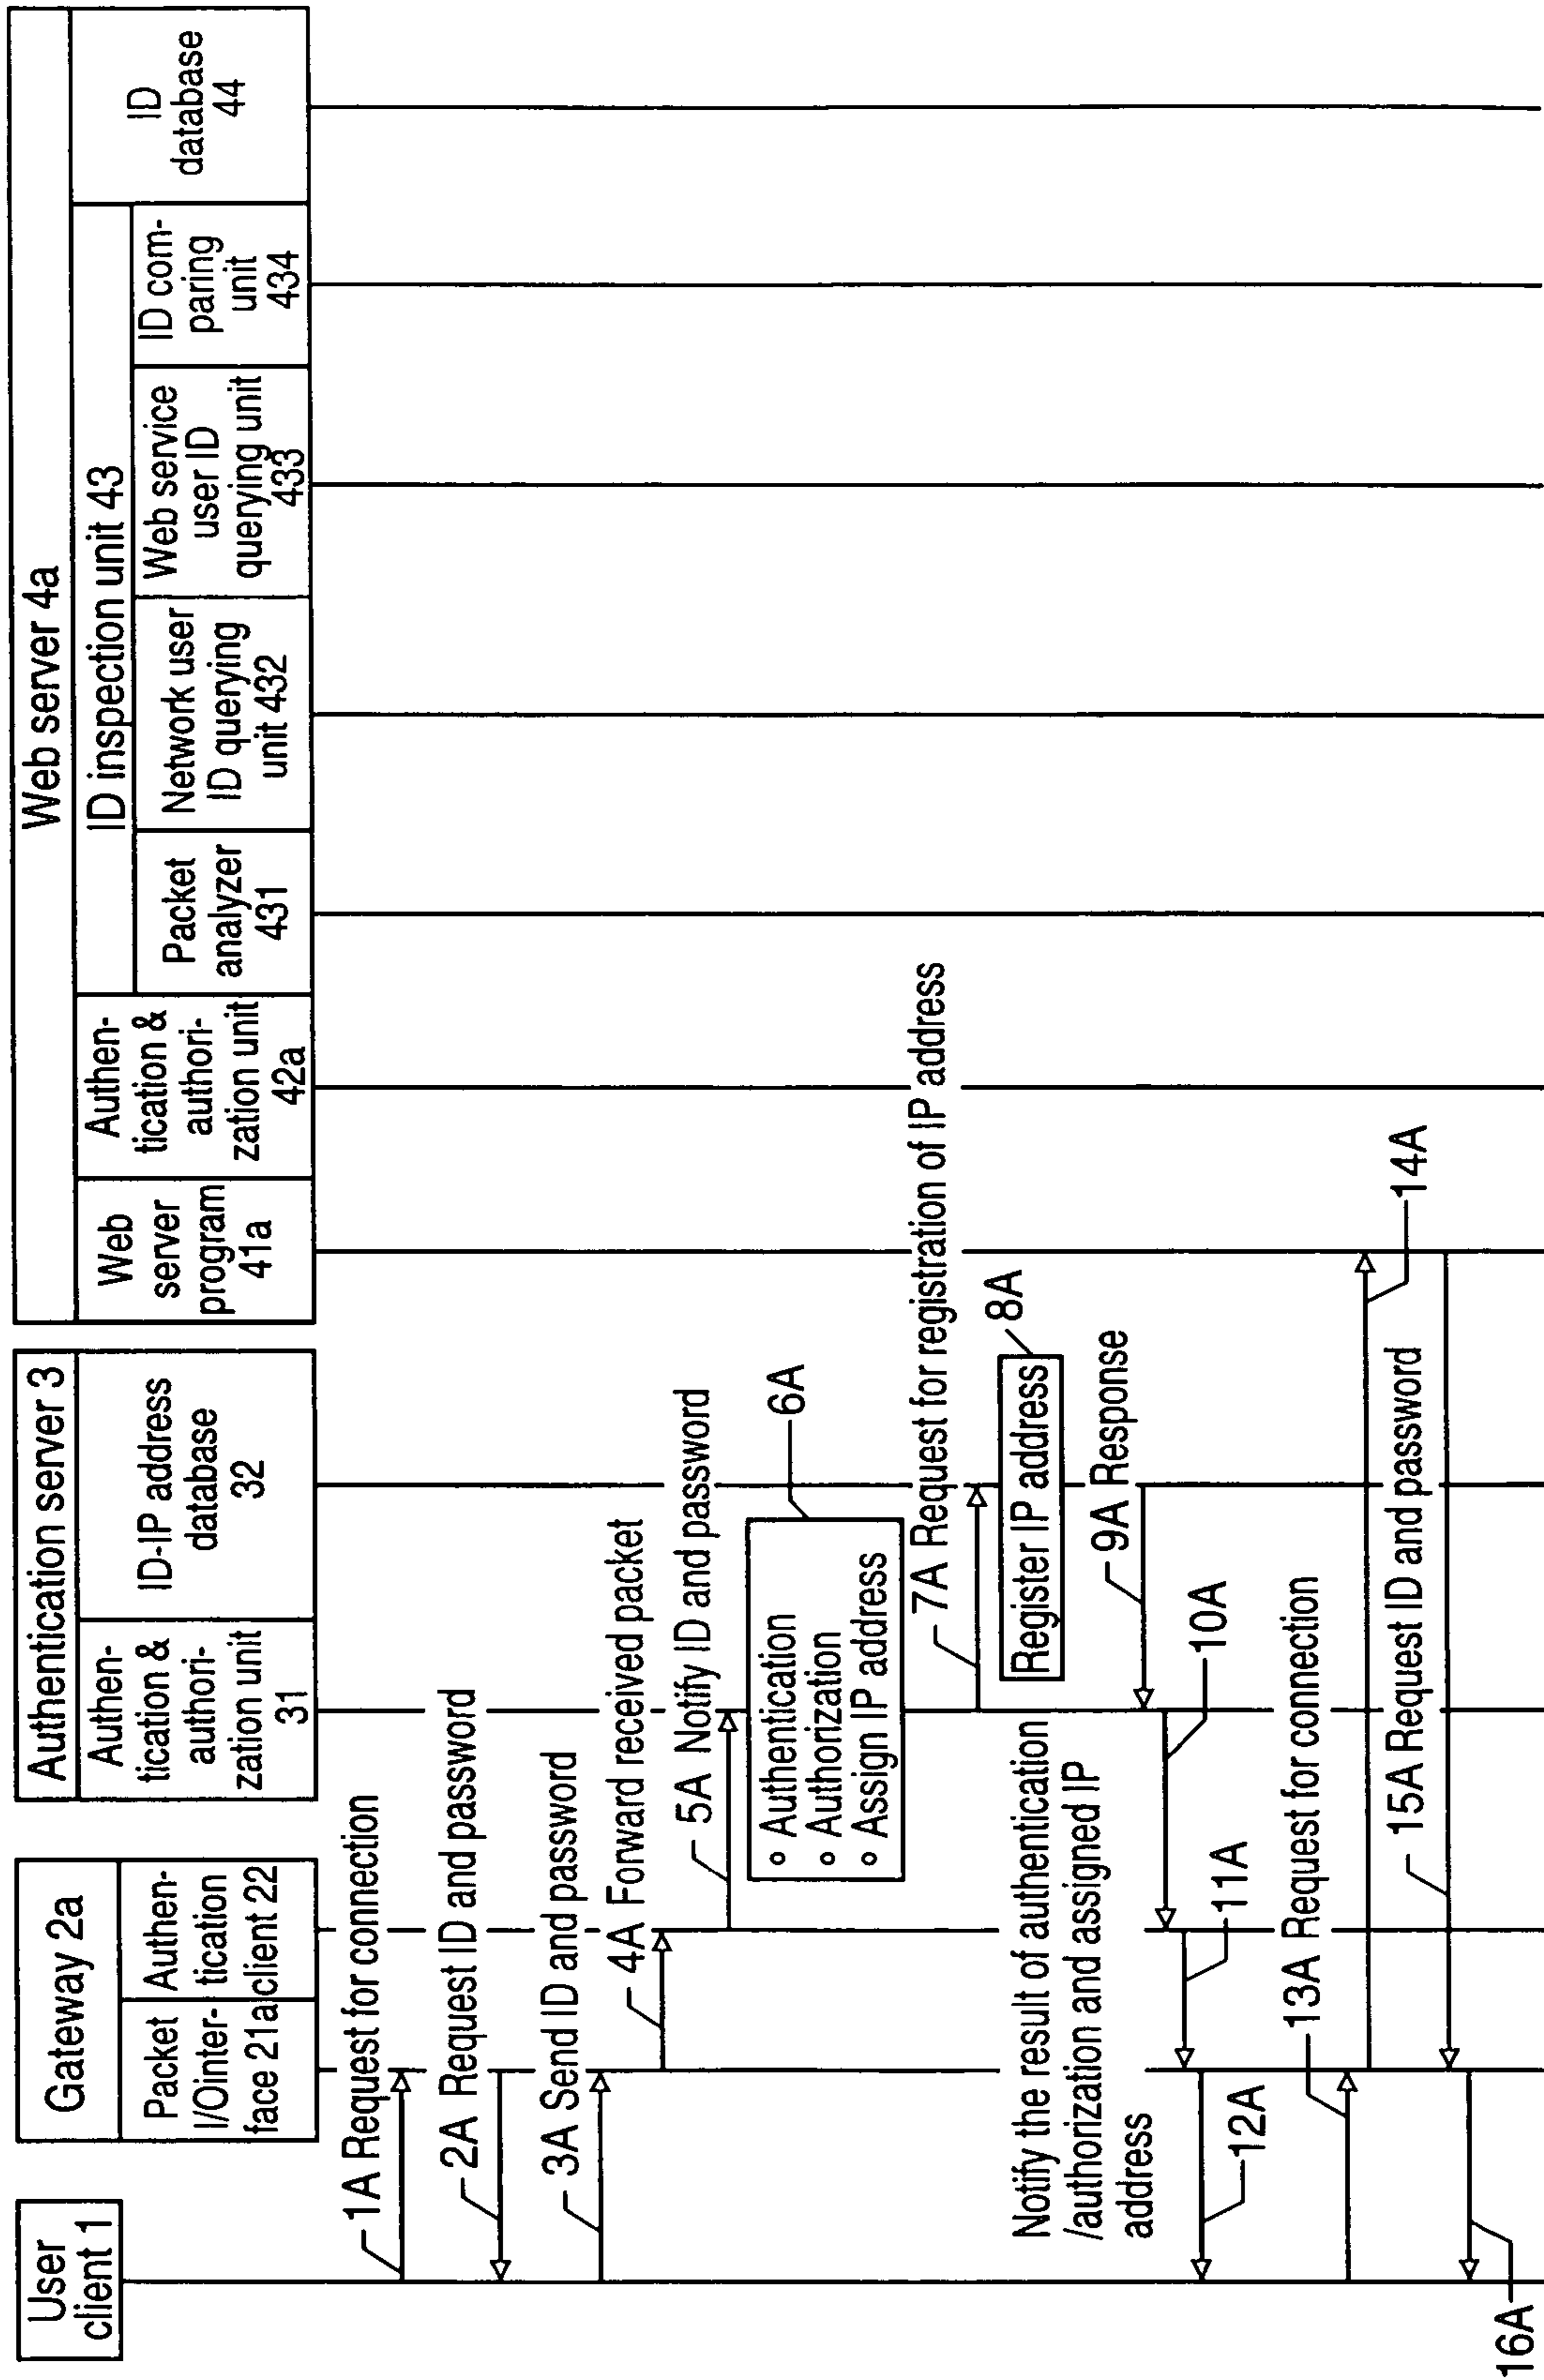 User
client 1
Gateway 2a
Packet
I/Ointer-
face 21a
Authen-
tication
client 22
Authentication server 3
Authen-
tication &
authori-
zation unit
31
ID-IP address
database
32
Web server 4a
Web
server
program
41a
Authen-
tication &
authori-
zation unit
42a
ID inspection unit 43
Packet
analyzer
431
Network user
ID querying
unit 432
Web service
user ID
querying unit
433
ID com-
paring
unit
434
ID
database
44
1A Request for connection
2A Request ID and password
3A Send ID and password
4A Forward received packet
5A Notify ID and password
6A
◦ Authentication
◦ Authorization
◦ Assign IP address
7A Request for registration of IP address
8A
Register IP address
9A Response
Notify the result of authentication
/authorization and assigned IP
address
10A
11A
12A
13A Request for connection
14A
15A Request ID and password
16A